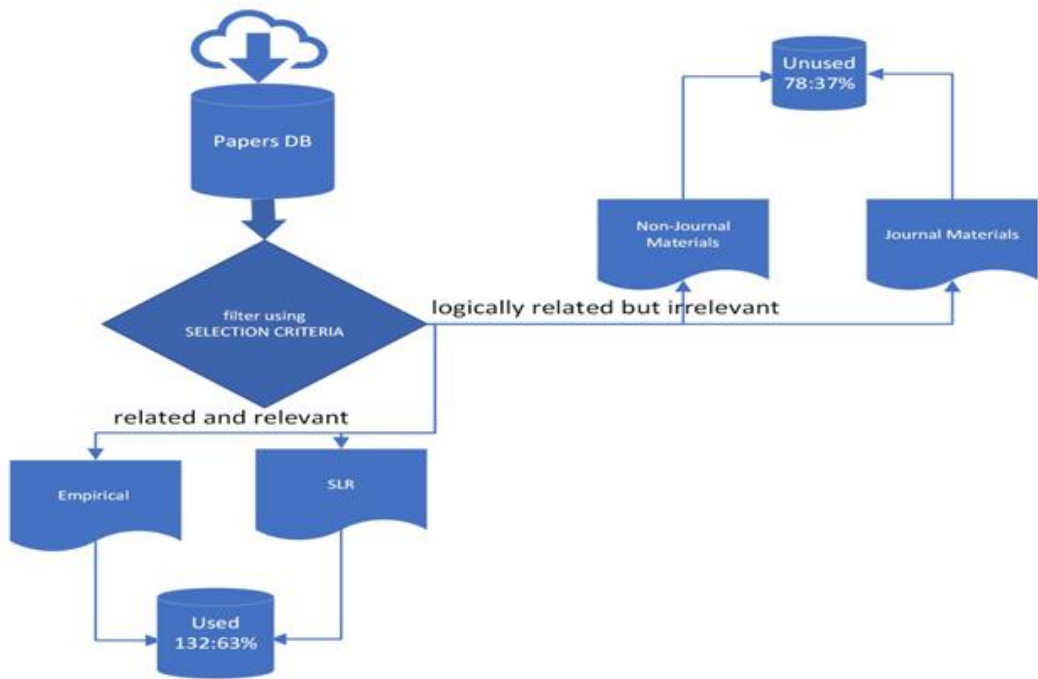 Papers DB
Unused
78:37%
Non-Journal
Materials
Journal Materials
filter using
SELECTION CRITERIA
logically related but irrelevant
related and relevant
Empirical
SLR
Used
132:63%